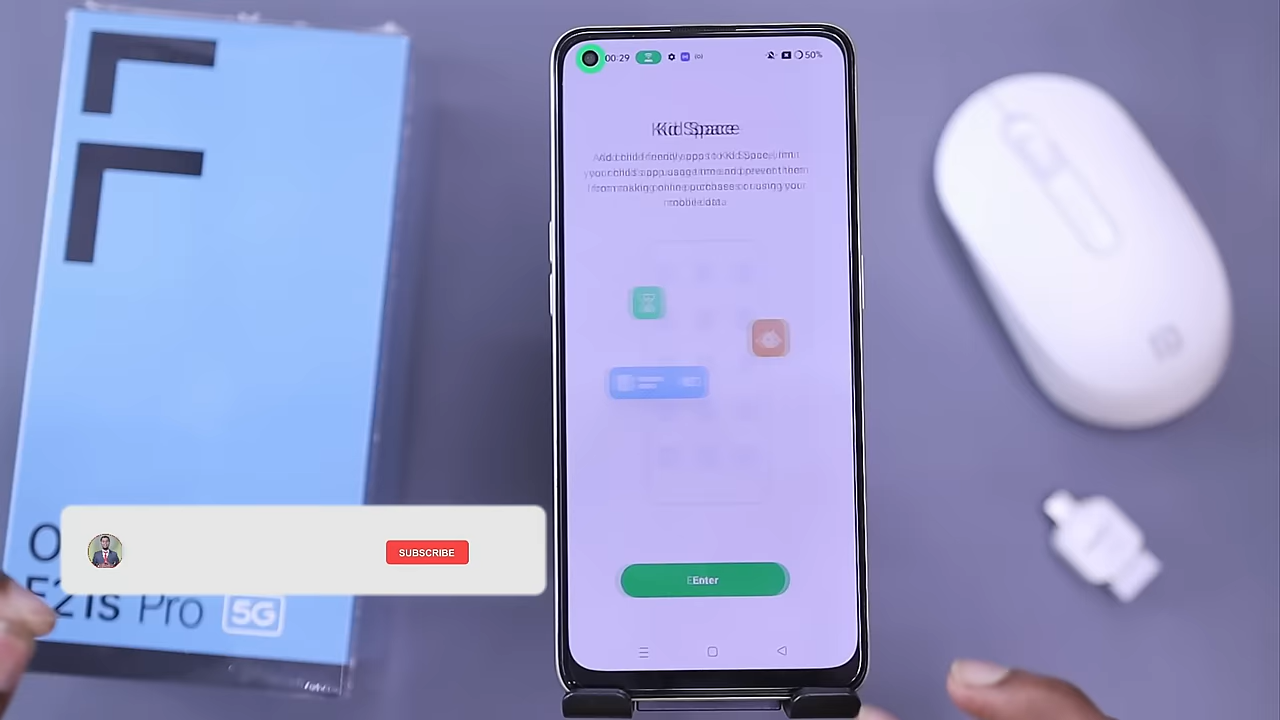 00:29
50%
Kid Space
Add child friendly apps to Kid Space, limit
your child's app usage time and prevent them
from making online purchases or using your
mobile data.
Enter
SUBSCRIBE
F21s Pro 5G